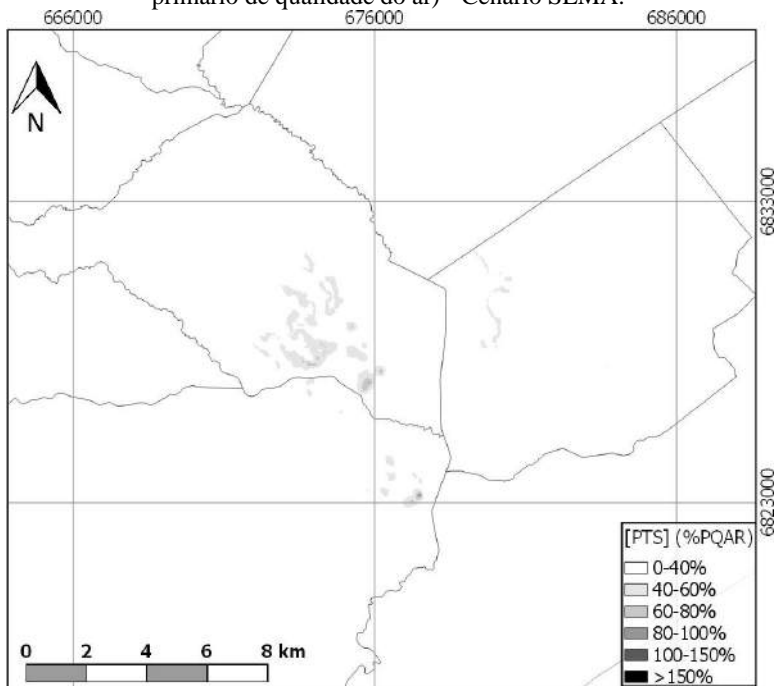 primário de qualidade do ar) - Cenário SEMA.
666000 676000 686000
N
6833000
6823000
[PTS] (%PQAR)
0-40%
40-60%
60-80%
80-100%
100-150%
>150%
0 2 4 6 8 km